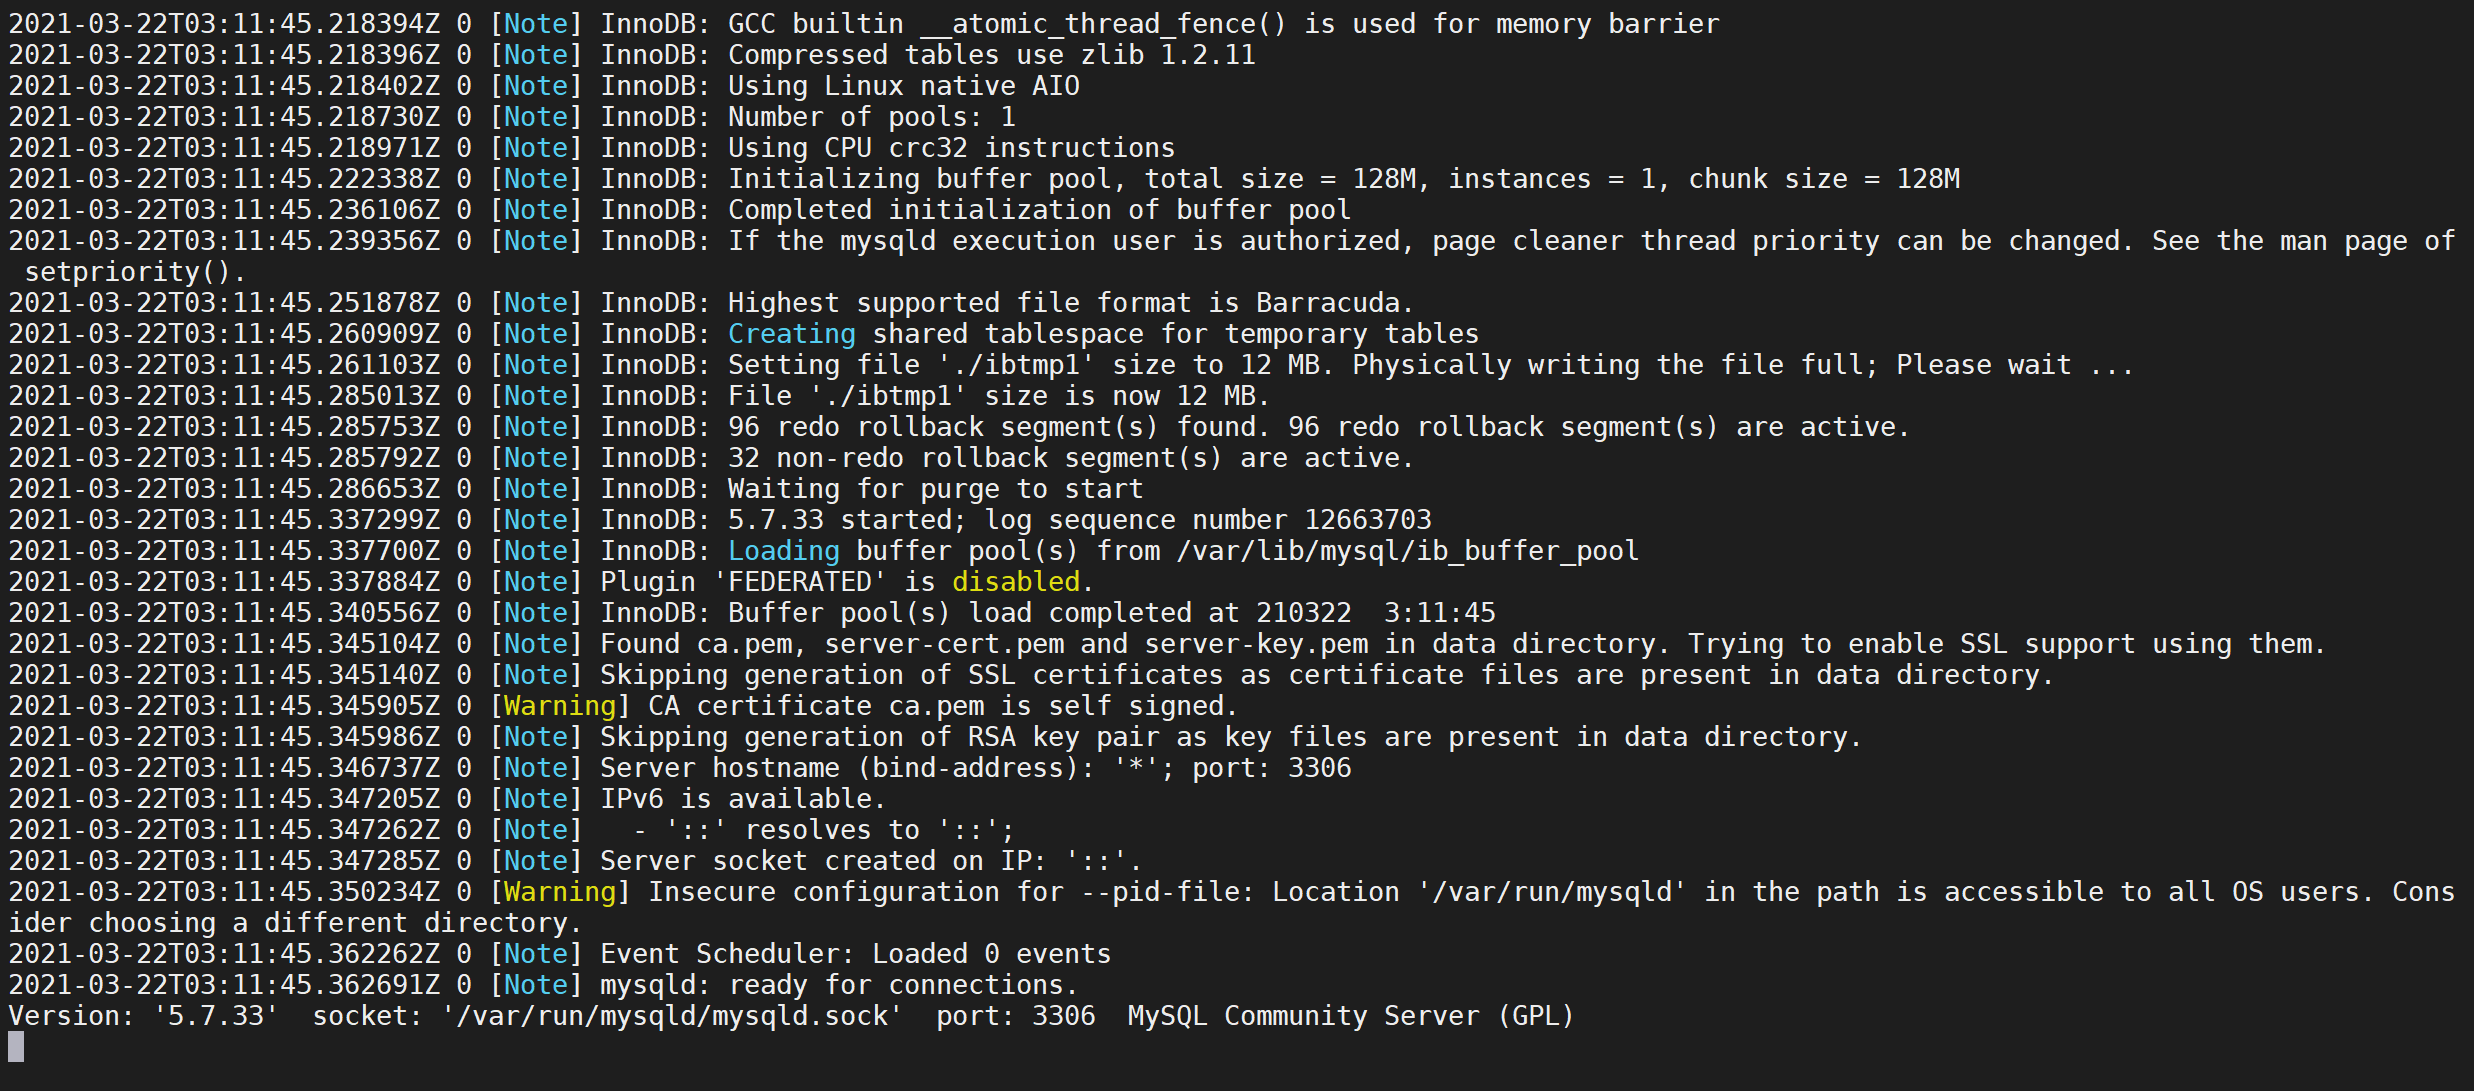 2021-03-22T03:11:45.218394Z 0 [Note] InnoDB: GCC builtin __atomic_thread_fence() is used for memory barrier
2021-03-22T03:11:45.218396Z 0 [Note] InnoDB: Compressed tables use zlib 1.2.11
2021-03-22T03:11:45.218402Z 0 [Note] InnoDB: Using Linux native AIO
2021-03-22T03:11:45.218730Z 0 [Note] InnoDB: Number of pools: 1
2021-03-22T03:11:45.218971Z 0 [Note] InnoDB: Using CPU crc32 instructions
2021-03-22T03:11:45.222338Z 0 [Note] InnoDB: Initializing buffer pool, total size = 128M, instances = 1, chunk size = 128M
2021-03-22T03:11:45.236106Z 0 [Note] InnoDB: Completed initialization of buffer pool
2021-03-22T03:11:45.239356Z 0 [Note] InnoDB: If the mysqld execution user is authorized, page cleaner thread priority can be changed. See the man page of
 setpriority().
2021-03-22T03:11:45.251878Z 0 [Note] InnoDB: Highest supported file format is Barracuda.
2021-03-22T03:11:45.260909Z 0 [Note] InnoDB: Creating shared tablespace for temporary tables
2021-03-22T03:11:45.261103Z 0 [Note] InnoDB: Setting file './ibtmp1' size to 12 MB. Physically writing the file full; Please wait ...
2021-03-22T03:11:45.285013Z 0 [Note] InnoDB: File './ibtmp1' size is now 12 MB.
2021-03-22T03:11:45.285753Z 0 [Note] InnoDB: 96 redo rollback segment(s) found. 96 redo rollback segment(s) are active.
2021-03-22T03:11:45.285792Z 0 [Note] InnoDB: 32 non-redo rollback segment(s) are active.
2021-03-22T03:11:45.286653Z 0 [Note] InnoDB: Waiting for purge to start
2021-03-22T03:11:45.337299Z 0 [Note] InnoDB: 5.7.33 started; log sequence number 12663703
2021-03-22T03:11:45.337700Z 0 [Note] InnoDB: Loading buffer pool(s) from /var/lib/mysql/ib_buffer_pool
2021-03-22T03:11:45.337884Z 0 [Note] Plugin 'FEDERATED' is disabled.
2021-03-22T03:11:45.340556Z 0 [Note] InnoDB: Buffer pool(s) load completed at 210322  3:11:45
2021-03-22T03:11:45.345104Z 0 [Note] Found ca.pem, server-cert.pem and server-key.pem in data directory. Trying to enable SSL support using them.
2021-03-22T03:11:45.345140Z 0 [Note] Skipping generation of SSL certificates as certificate files are present in data directory.
2021-03-22T03:11:45.345905Z 0 [Warning] CA certificate ca.pem is self signed.
2021-03-22T03:11:45.345986Z 0 [Note] Skipping generation of RSA key pair as key files are present in data directory.
2021-03-22T03:11:45.346737Z 0 [Note] Server hostname (bind-address): '*'; port: 3306
2021-03-22T03:11:45.347205Z 0 [Note] IPv6 is available.
2021-03-22T03:11:45.347262Z 0 [Note]   - '::' resolves to '::';
2021-03-22T03:11:45.347285Z 0 [Note] Server socket created on IP: '::'.
2021-03-22T03:11:45.350234Z 0 [Warning] Insecure configuration for --pid-file: Location '/var/run/mysqld' in the path is accessible to all OS users. Cons
ider choosing a different directory.
2021-03-22T03:11:45.362262Z 0 [Note] Event Scheduler: Loaded 0 events
2021-03-22T03:11:45.362691Z 0 [Note] mysqld: ready for connections.
Version: '5.7.33'  socket: '/var/run/mysqld/mysqld.sock'  port: 3306  MySQL Community Server (GPL)